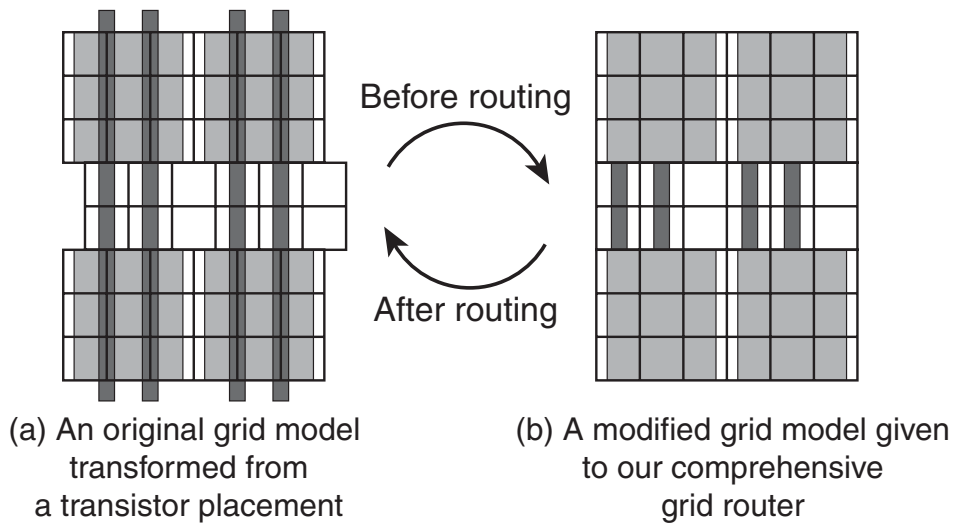 Before routing
After routing
(a) An original grid model
transformed from
a transistor placement
(b) A modified grid model given
to our comprehensive
grid router